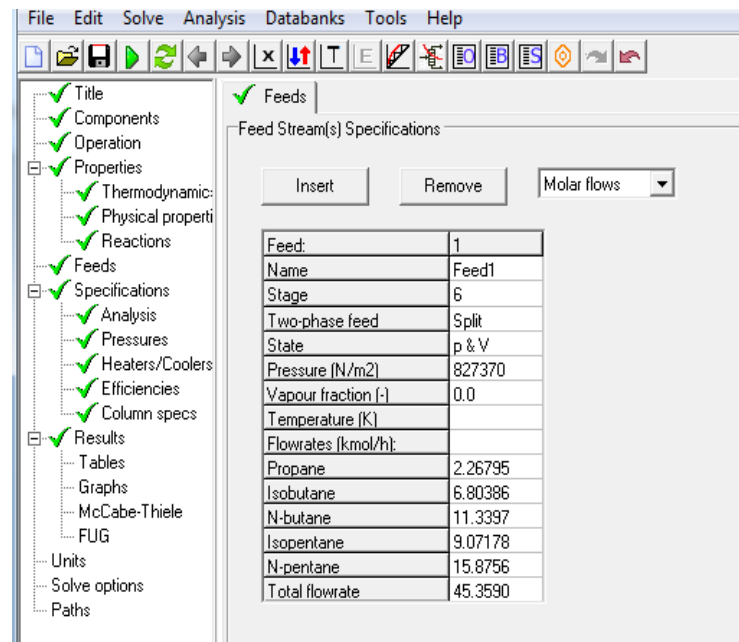 File Edit Solve Analysis Databanks Tools Help
X T E O B S
Title
Components
Operation
Properties
Thermodynamic:
Physical properti
Reactions
Feeds
Specifications
Analysis
Pressures
Heaters/Coolers
Efficiencies
Column specs
Results
Tables
Graphs
McCabe-Thiele
FUG
Units
Solve options
Paths
Feeds
Feed Stream(s) Specifications
Insert Remove Molar flows
Feed: 1
Name Feed1
Stage 6
Two-phase feed Split
State p & V
Pressure (N/m2) 827370
Vapour fraction (-) 0.0
Temperature (K)
Flowrates (kmol/h):
Propane 2.26795
Isobutane 6.80386
N-butane 11.3397
Isopentane 9.07178
N-pentane 15.8756
Total flowrate 45.3590